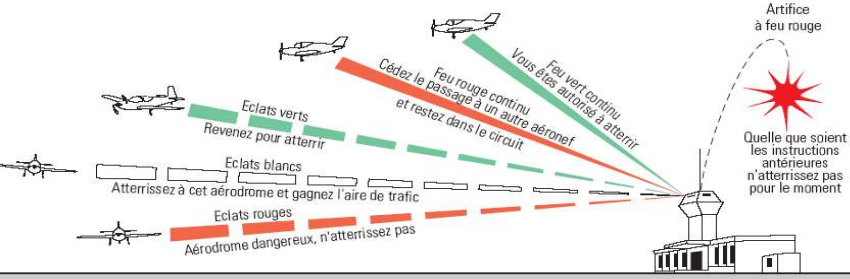 Artifice
à feu rouge
Feu vert continu
Vous êtes autorisé à atterrir
Feu rouge continu
Cédez le passage à un autre aéronef
et restez dans le circuit
Eclats verts
Revenez pour atterrir
Quelle que soient
les instructions
antérieures
n'atterrissez pas
pour le moment
Eclats blancs
Atterrissez à cet aérodrome et gagnez l'aire de trafic
Eclats rouges
Aérodrome dangereux, n'atterrissez pas